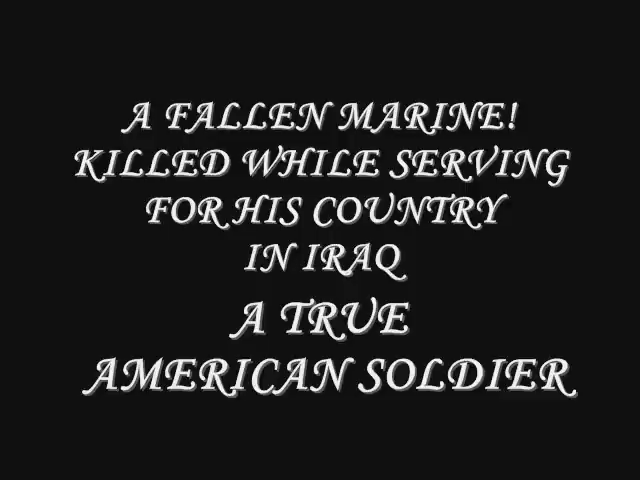 A FALLEN MARINE!
KILLED WHILE SERVING
FOR HIS COUNTRY
IN IRAQ
A TRUE
AMERICAN SOLDIER